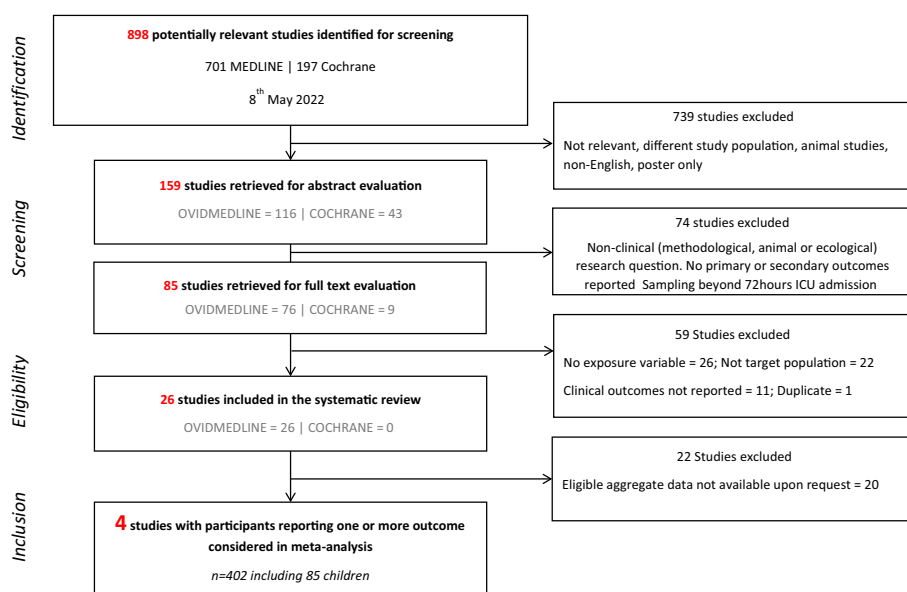 Identification
898 potentially relevant studies identified for screening
701 MEDLINE | 197 Cochrane
8th May 2022
739 studies excluded
Not relevant, different study population, animal studies,
non-English, poster only
Screening
159 studies retrieved for abstract evaluation
OVIDMEDLINE = 116 | COCHRANE = 43
74 studies excluded
Non-clinical (methodological, animal or ecological)
research question. No primary or secondary outcomes
reported Sampling beyond 72hours ICU admission
85 studies retrieved for full text evaluation
OVIDMEDLINE = 76 | COCHRANE = 9
Eligibility
59 Studies excluded
No exposure variable = 26; Not target population = 22
Clinical outcomes not reported = 11; Duplicate = 1
26 studies included in the systematic review
OVIDMEDLINE = 26 | COCHRANE = 0
22 Studies excluded
Eligible aggregate data not available upon request = 20
Inclusion
4 studies with participants reporting one or more outcome
considered in meta-analysis
n=402 including 85 children